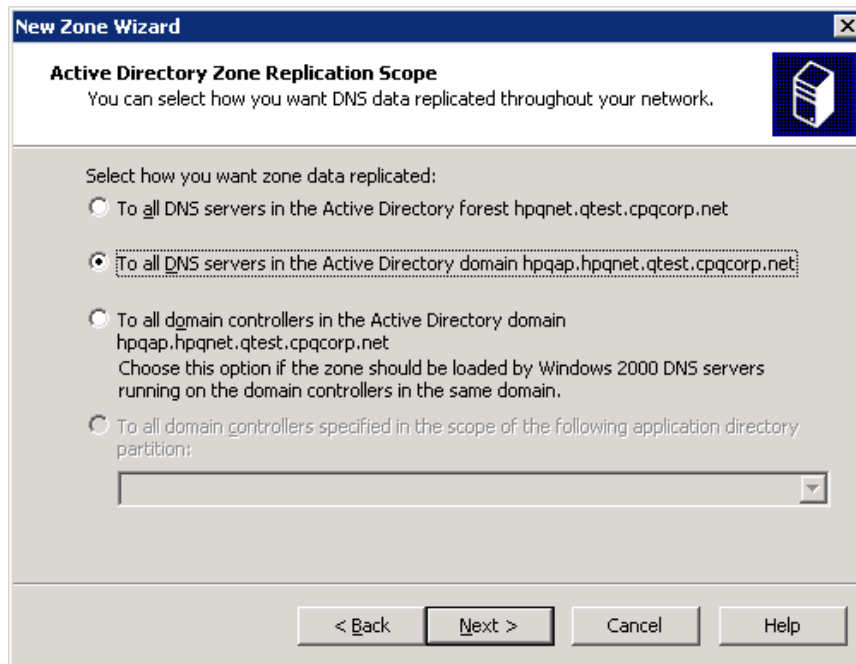 New Zone Wizard
Active Directory Zone Replication Scope
You can select how you want DNS data replicated throughout your network.
Select how you want zone data replicated:
To all DNS servers in the Active Directory forest hpqnet.qtest.cpqcorp.net
To all DNS servers in the Active Directory domain hpqap.hpqnet.qtest.cpqcorp.net
To all domain controllers in the Active Directory domain
hpqap.hpqnet.qtest.cpqcorp.net
Choose this option if the zone should be loaded by Windows 2000 DNS servers
running on the domain controllers in the same domain.
To all domain controllers specified in the scope of the following application directory
partition:
< Back Next > Cancel Help